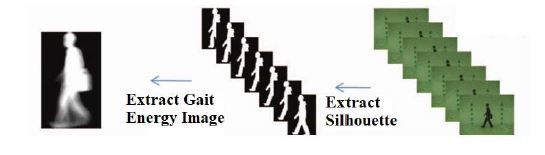 Extract Gait
Energy Image
Extract
Silhouette